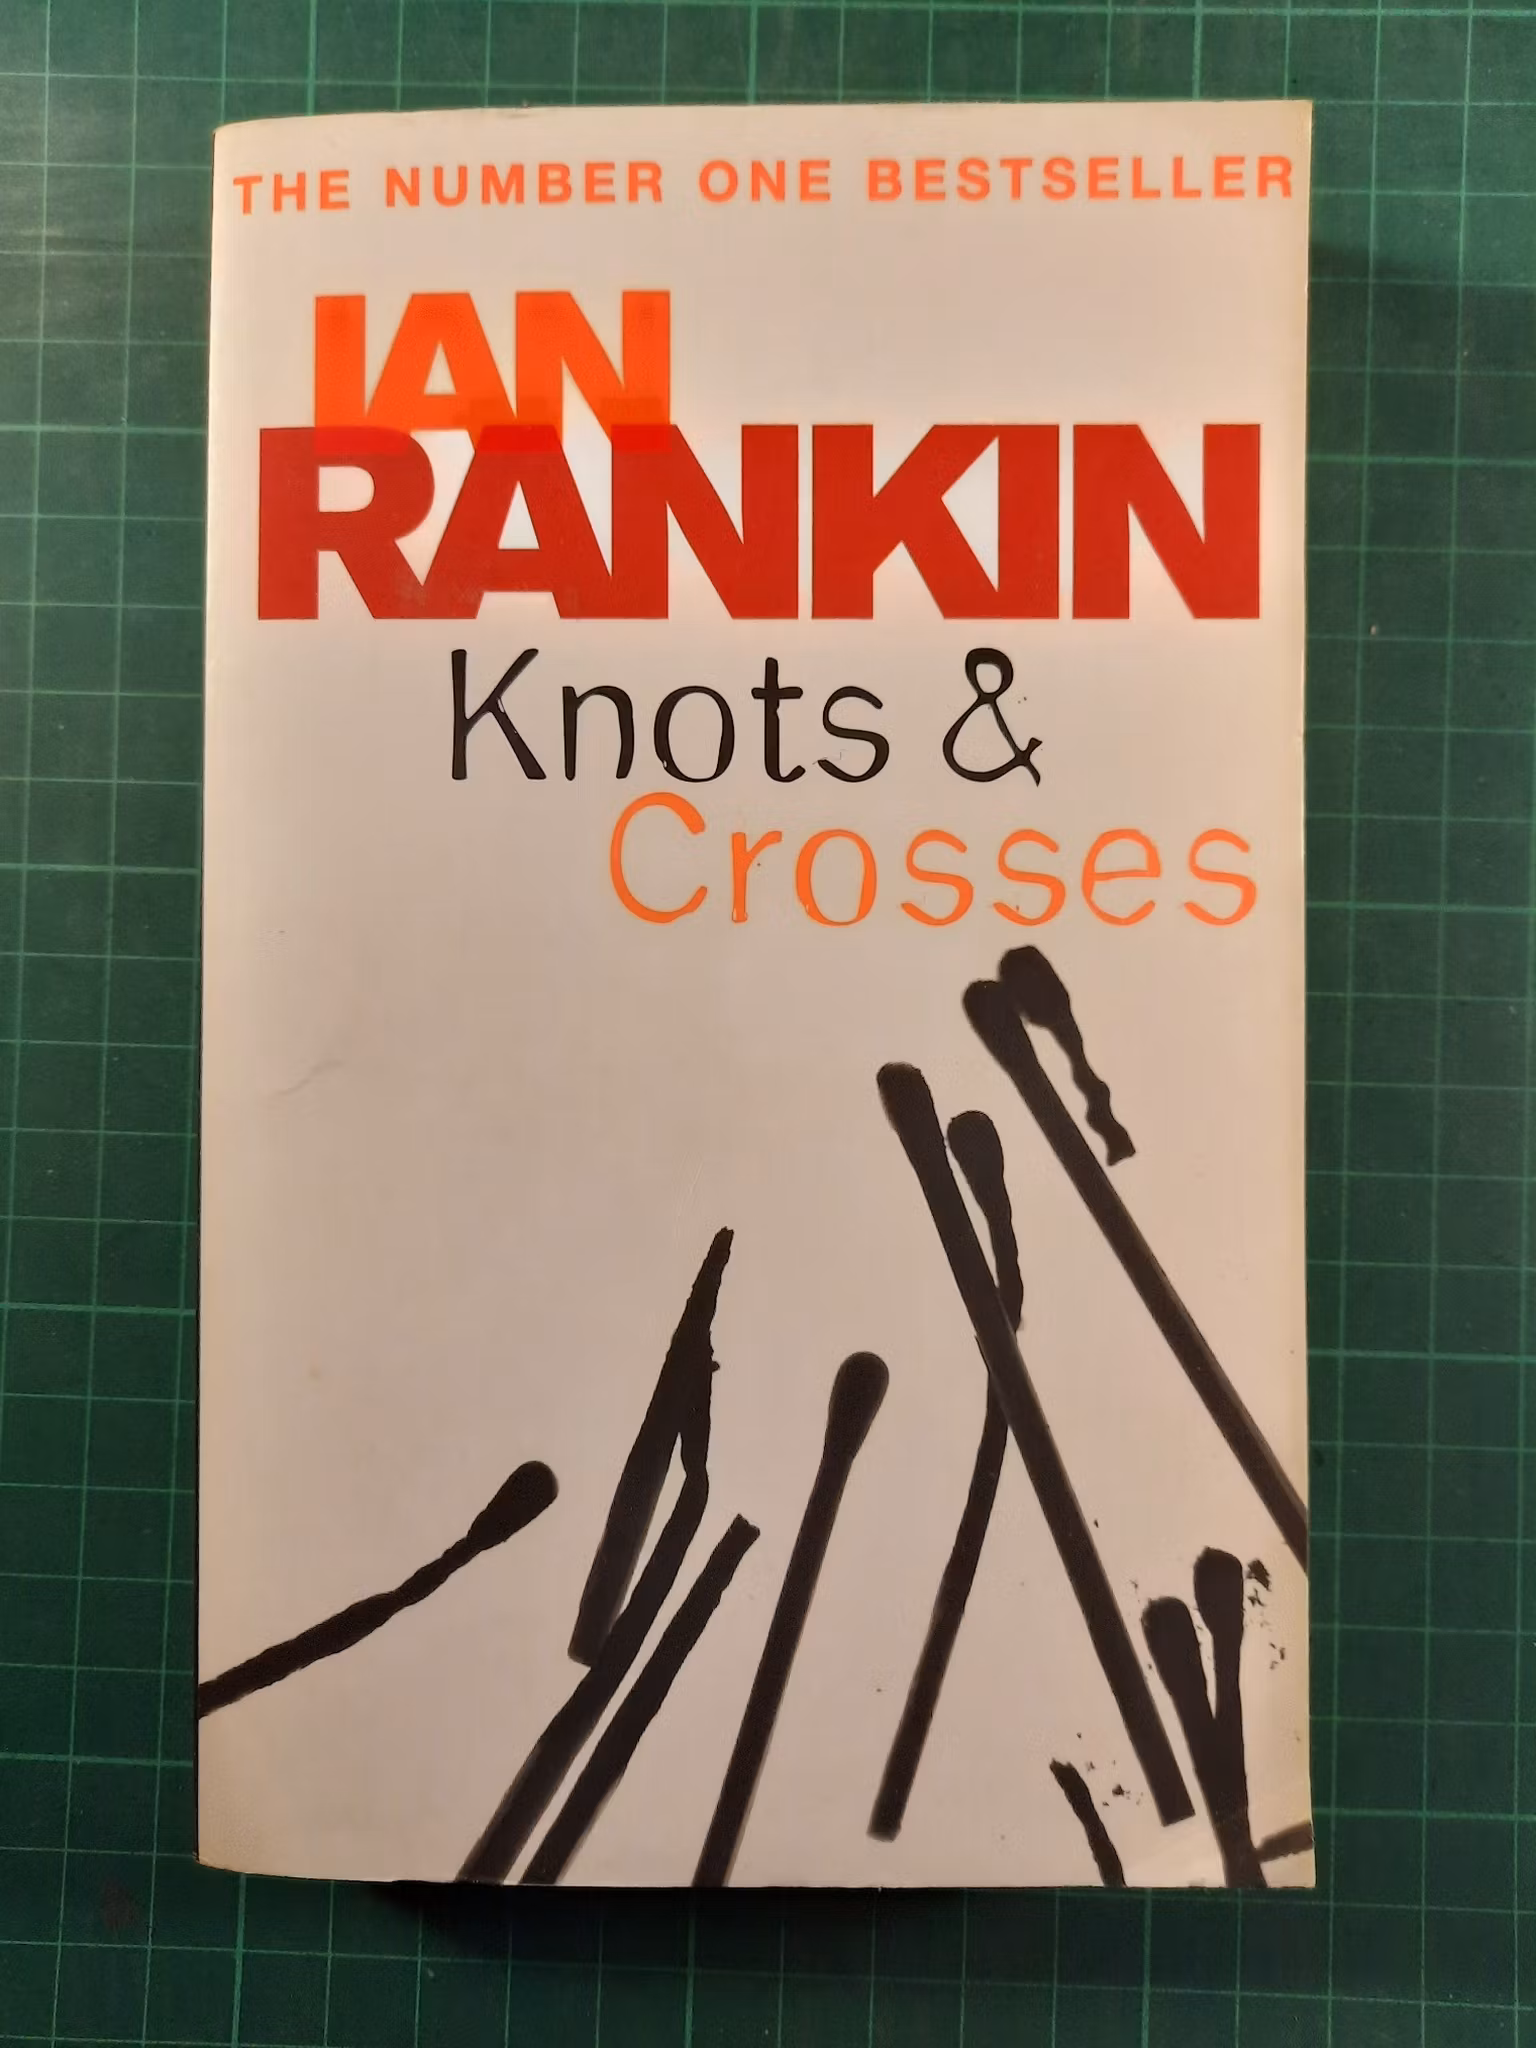 THE NUMBER ONE BESTSELLER
IAN
RANKIN
Knots &
Crosses